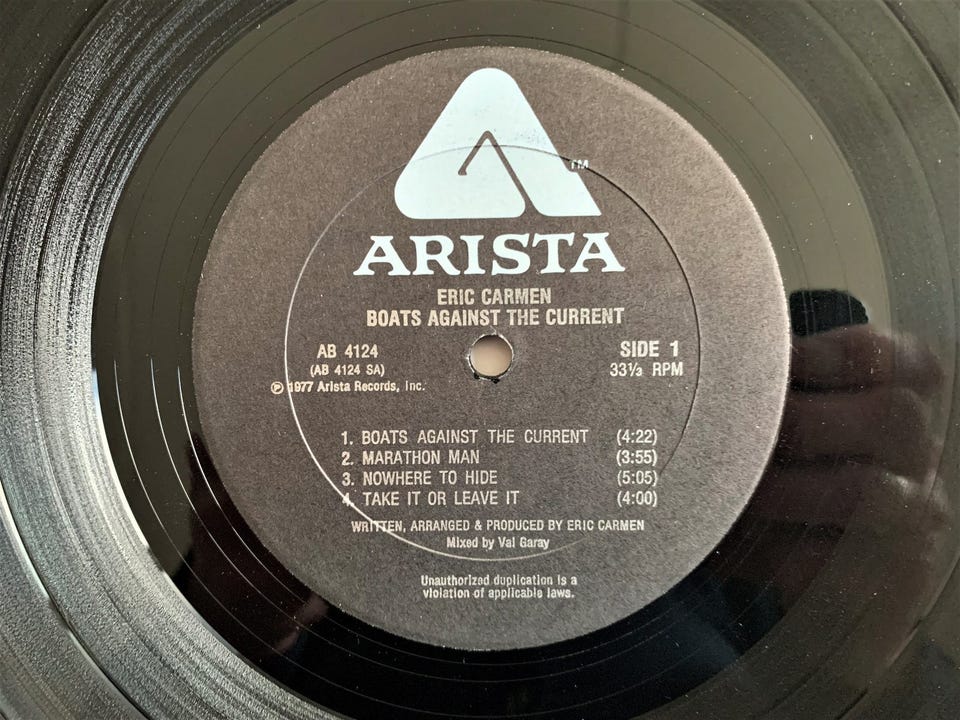 TM
ARISTA
ERIC CARMEN
BOATS AGAINST THE CURRENT
AB 4124
SIDE 1
(AB 4124 SA)
33⅓ RPM
℗ 1977 Arista Records, Inc.
1. BOATS AGAINST THE CURRENT (4:22)
2. MARATHON MAN (3:55)
3. NOWHERE TO HIDE (5:05)
4. TAKE IT OR LEAVE IT (4:00)
WRITTEN, ARRANGED & PRODUCED BY ERIC CARMEN
Mixed by Val Garay
Unauthorized duplication is a
violation of applicable laws.